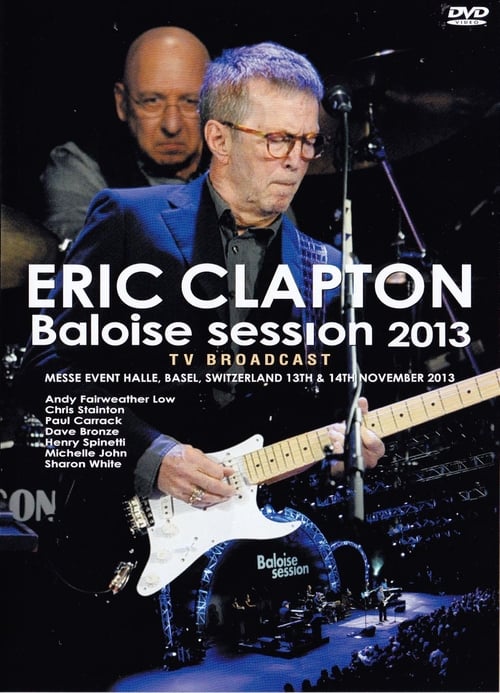 DVD
VIDEO
ERIC CLAPTON
Baloise session 2013
TV BROADCAST
MESSE EVENT HALLE, BASEL, SWITZERLAND 13TH & 14TH NOVEMBER 2013
Andy Fairweather Low
Chris Stainton
Paul Carrack
Dave Bronze
Henry Spinetti
Michelle John
Sharon White
SON
Baloise
session